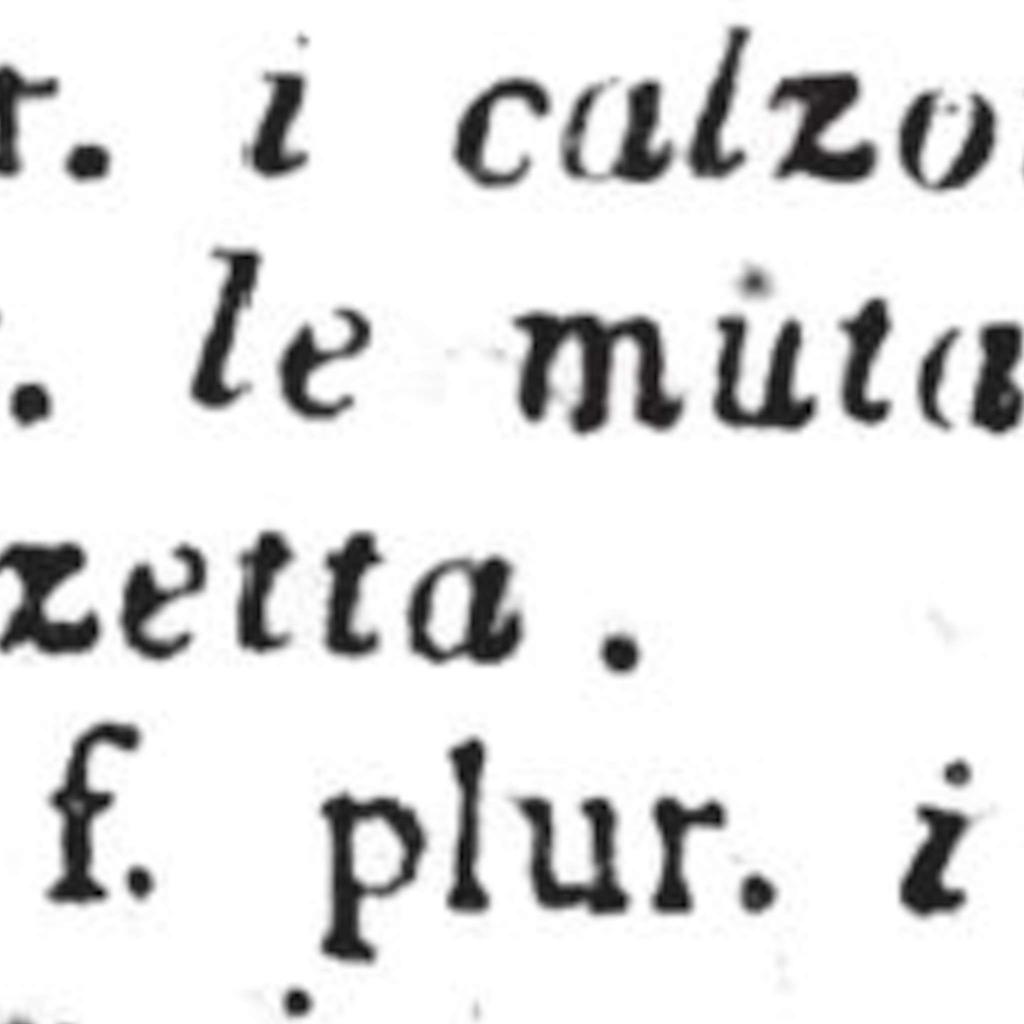 r. i calzo
. le muta
zetta.
f. plur. i